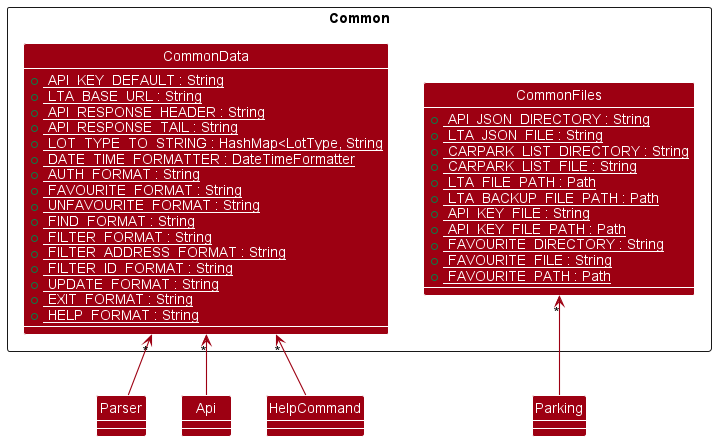 Common
CommonData
API_KEY_DEFAULT : String
LTA_BASE_URL : String
API_RESPONSE_HEADER : String
API_RESPONSE_TAIL : String
LOT_TYPE_TO_STRING : HashMap<LotType, String
DATE_TIME_FORMATTER : DateTimeFormatter
AUTH_FORMAT : String
FAVOURITE_FORMAT : String
UNFAVOURITE_FORMAT : String
FIND_FORMAT : String
FILTER_FORMAT : String
FILTER_ADDRESS_FORMAT : String
FILTER_ID_FORMAT : String
UPDATE_FORMAT : String
EXIT_FORMAT : String
HELP_FORMAT : String
CommonFiles
API_JSON_DIRECTORY : String
LTA_JSON_FILE : String
CARPARK_LIST_DIRECTORY : String
CARPARK_LIST_FILE : String
LTA_FILE_PATH : Path
LTA_BACKUP_FILE_PATH : Path
API_KEY_FILE : String
API_KEY_FILE_PATH : Path
FAVOURITE_DIRECTORY : String
FAVOURITE_FILE : String
FAVOURITE_PATH : Path
*
*
*
*
Parser
Api
HelpCommand
Parking